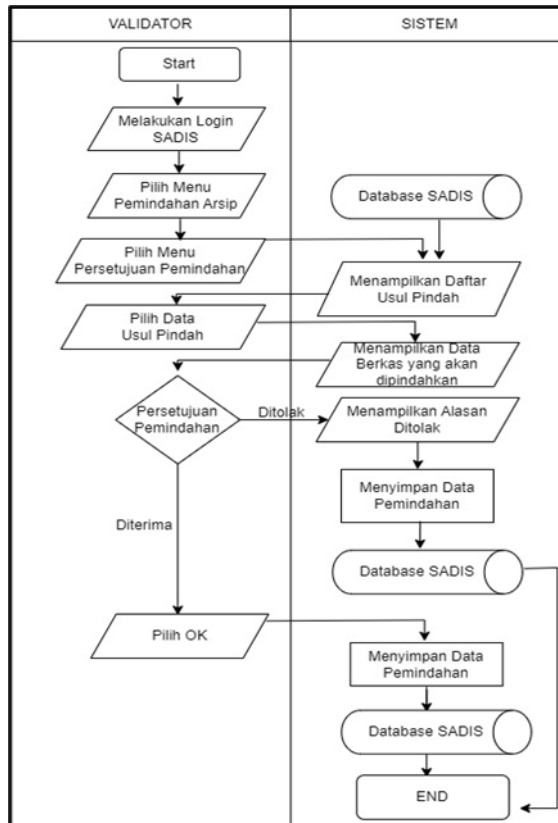 VALIDATOR
SISTEM
Start
Melakukan Login
SADIS
Pilih Menu
Pemindahan Arsip
Database SADIS
Pilih Menu
Persetujuan Pemindahan
Menampilkan Daftar
Usul Pindah
Pilih Data
Usul Pindah
Menampilkan Data
Berkas yang akan
dipindahkan
Persetujuan
Pemindahan
Ditolak
Menampilkan Alasan
Ditolak
Menyimpan Data
Pemindahan
Diterima
Database SADIS
Pilih OK
Menyimpan Data
Pemindahan
Database SADIS
END